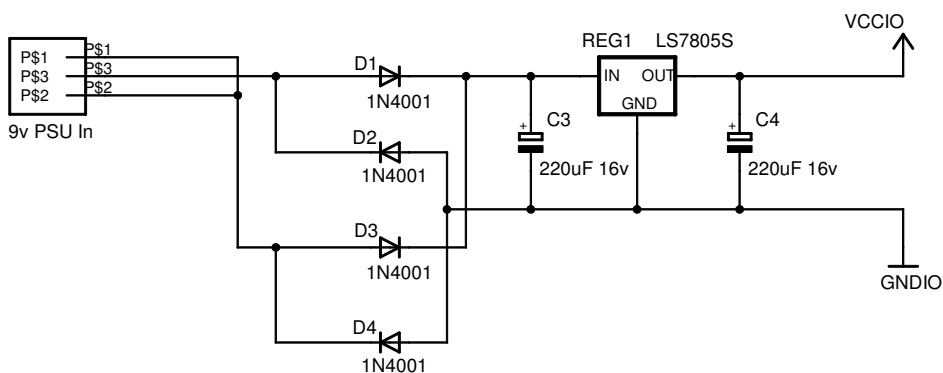 VCCIO
REG1 LS7805S
P$1 P$1
P$3 P$3
P$2 P$2
9v PSU In
D1
1N4001
IN OUT
GND
D2
1N4001
+ C3
220uF 16v
+ C4
220uF 16v
D3
1N4001
GNDIO
D4
1N4001